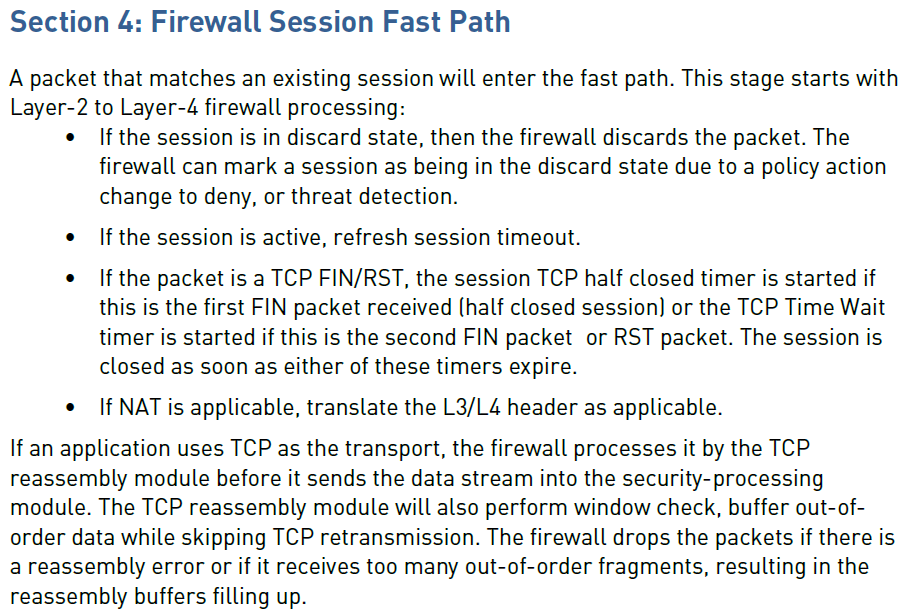 Section 4: Firewall Session Fast Path
A packet that matches an existing session will enter the fast path. This stage starts with
Layer-2 to Layer-4 firewall processing:
• If the session is in discard state, then the firewall discards the packet. The
firewall can mark a session as being in the discard state due to a policy action
change to deny, or threat detection.
• If the session is active, refresh session timeout.
• If the packet is a TCP FIN/RST, the session TCP half closed timer is started if
this is the first FIN packet received (half closed session) or the TCP Time Wait
timer is started if this is the second FIN packet or RST packet. The session is
closed as soon as either of these timers expire.
• If NAT is applicable, translate the L3/L4 header as applicable.
If an application uses TCP as the transport, the firewall processes it by the TCP
reassembly module before it sends the data stream into the security-processing
module. The TCP reassembly module will also perform window check, buffer out-of-
order data while skipping TCP retransmission. The firewall drops the packets if there is
a reassembly error or if it receives too many out-of-order fragments, resulting in the
reassembly buffers filling up.